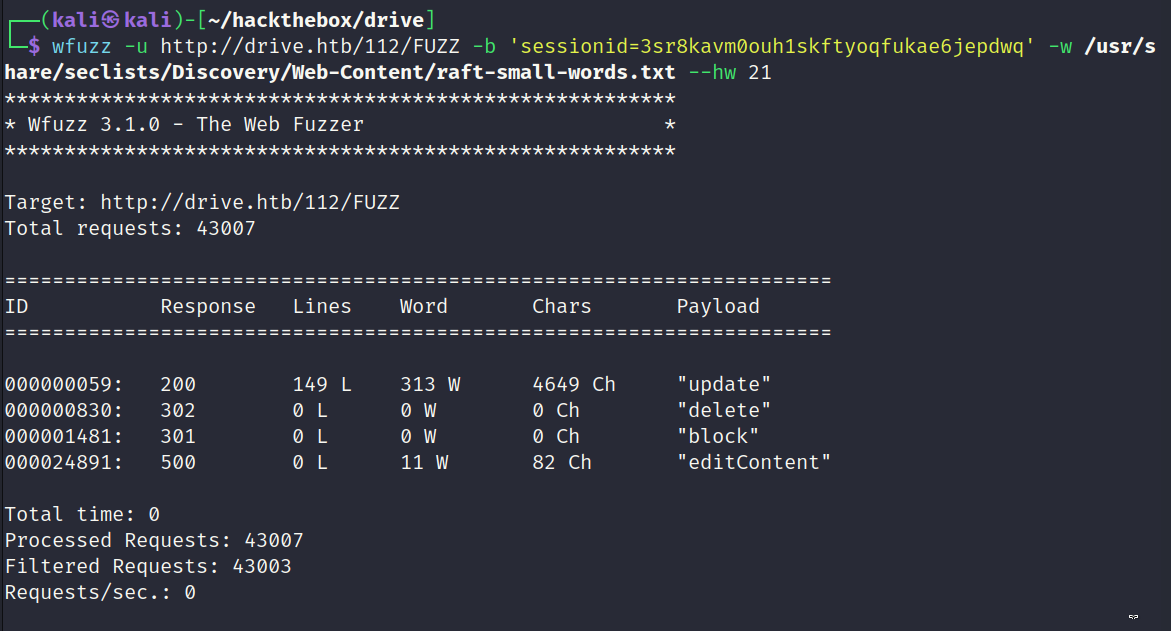 ┌──(kali㉿kali)-[~/hackthebox/drive]
└─$ wfuzz -u http://drive.htb/112/FUZZ -b 'sessionid=3sr8kavm0ouh1skftyoqfukae6jepdwq' -w /usr/s
hare/seclists/Discovery/Web-Content/raft-small-words.txt --hw 21
********************************************************
* Wfuzz 3.1.0 - The Web Fuzzer                         *
********************************************************

Target: http://drive.htb/112/FUZZ
Total requests: 43007

=====================================================================
ID           Response   Lines    Word       Chars       Payload
=====================================================================

000000059:   200        149 L    313 W      4649 Ch     "update"
000000830:   302        0 L      0 W        0 Ch        "delete"
000001481:   301        0 L      0 W        0 Ch        "block"
000024891:   500        0 L      11 W       82 Ch       "editContent"

Total time: 0
Processed Requests: 43007
Filtered Requests: 43003
Requests/sec.: 0